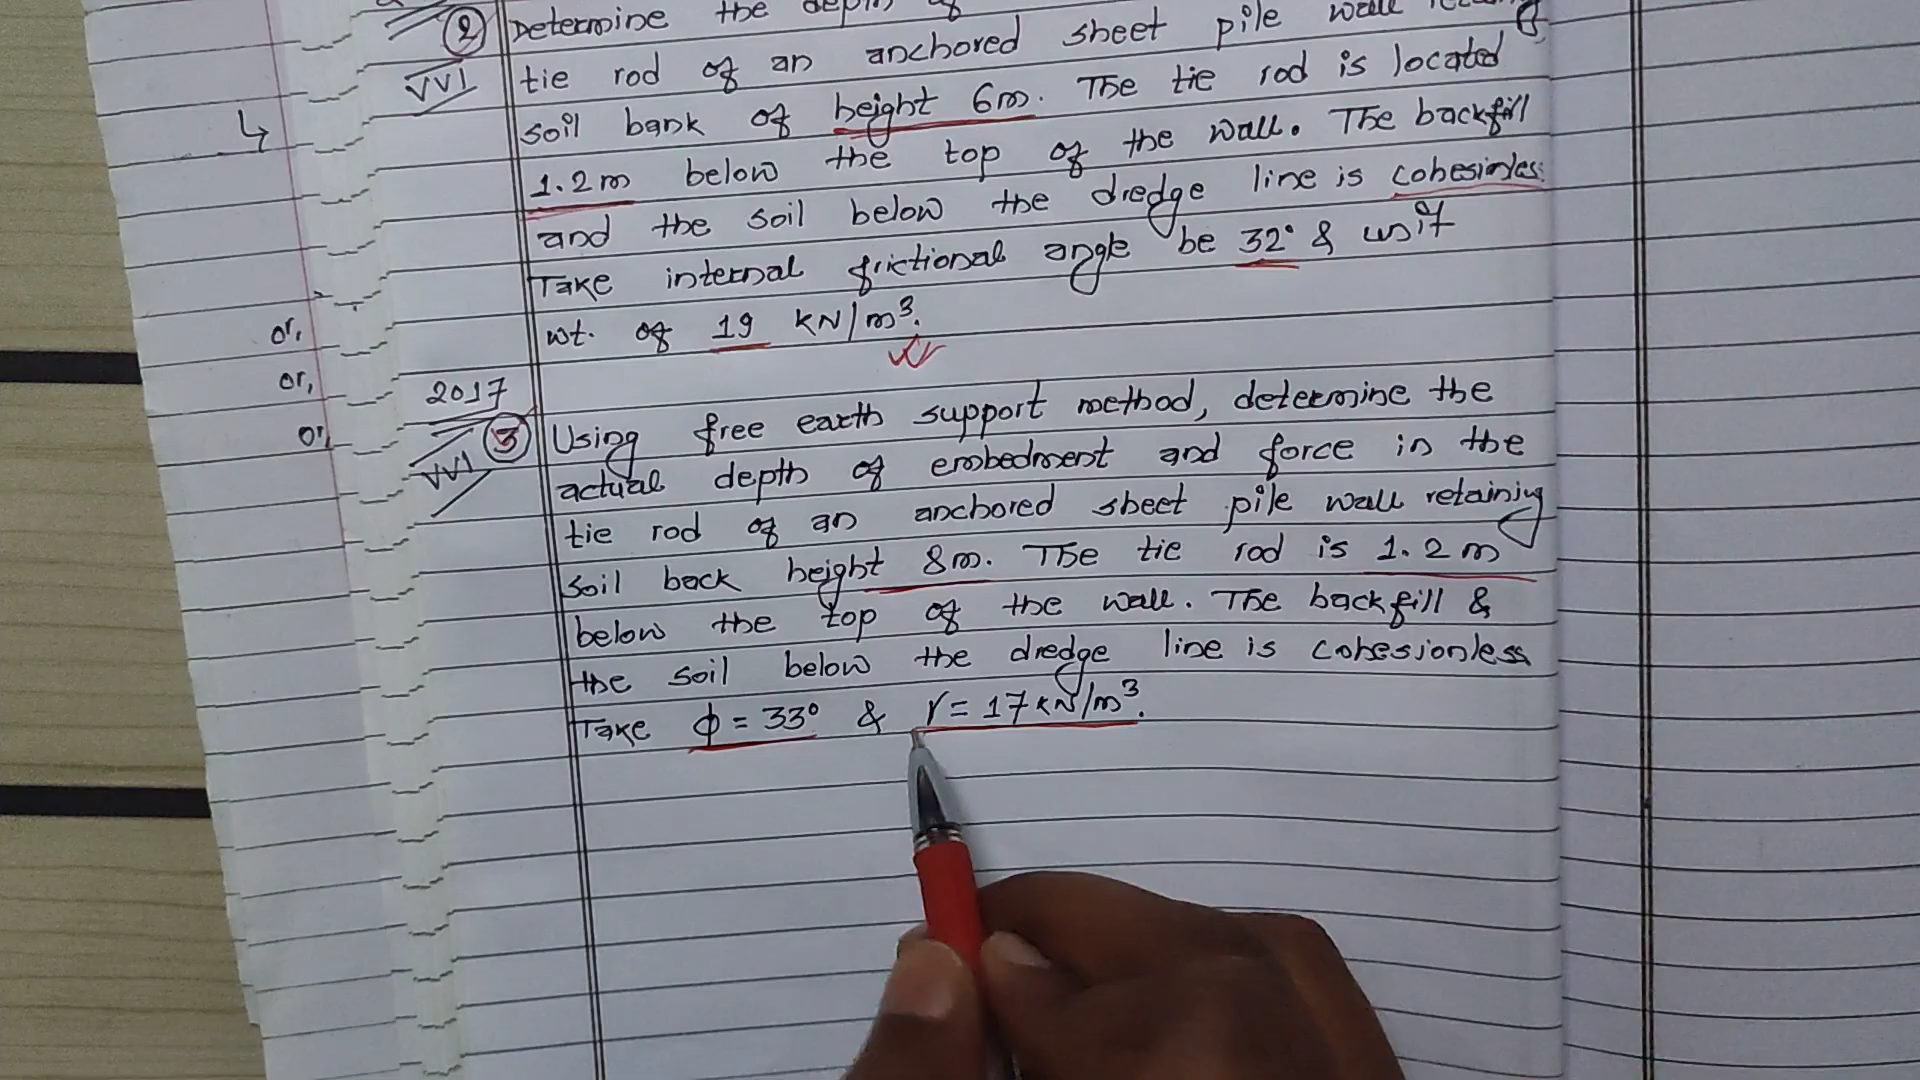 ② Determine the depth of
VVI tie rod of an anchored sheet pile wall
soil bank of height 6m. The tie rod is located
1.2m below the top of the wall. The backfill
and the soil below the dredge line is cohesionless.
Take internal frictional angle be 32° & unit
or, wt. of 19 kN/m³.
or,
2017
or, ③ Using free earth support method, determine the
VVI actual depth of embedment and force in the
tie rod of an anchored sheet pile wall retaining
soil back height 8m. The tie rod is 1.2m
below the top of the wall. The backfill &
the soil below the dredge line is cohesionless
Take φ = 33° & γ = 17 kN/m³.